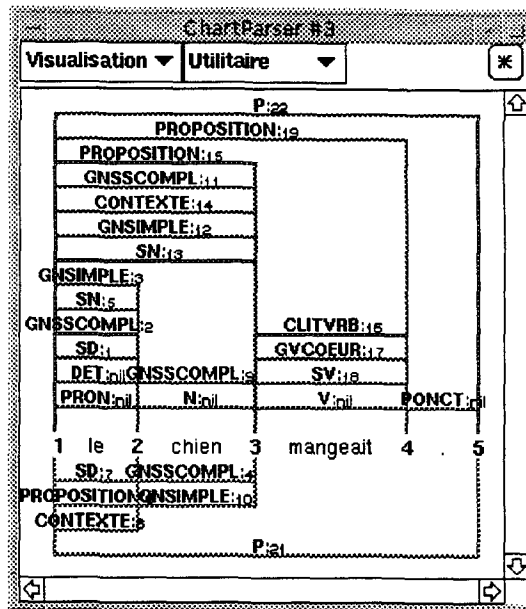 ChartParser #3
Visualisation Utilitaire
P:22
PROPOSITION:19
PROPOSITION:15
GNSSCOMPL:11
CONTEXTE:14
GNSIMPLE:12
SN:13
GNSIMPLE:3
SN:5
GNSSCOMPL:2 CLITVRB:16
SD:1 GVCOEUR:17
DET:nil GNSSCOMPL:9 SV:18
PRON:nil N:nil V:nil PONCT:nil
1 le 2 chien 3 mangeait 4 . 5
SD:7 GNSSCOMPL:4
PROPOSITION GNSIMPLE:10
CONTEXTE:8
P:21